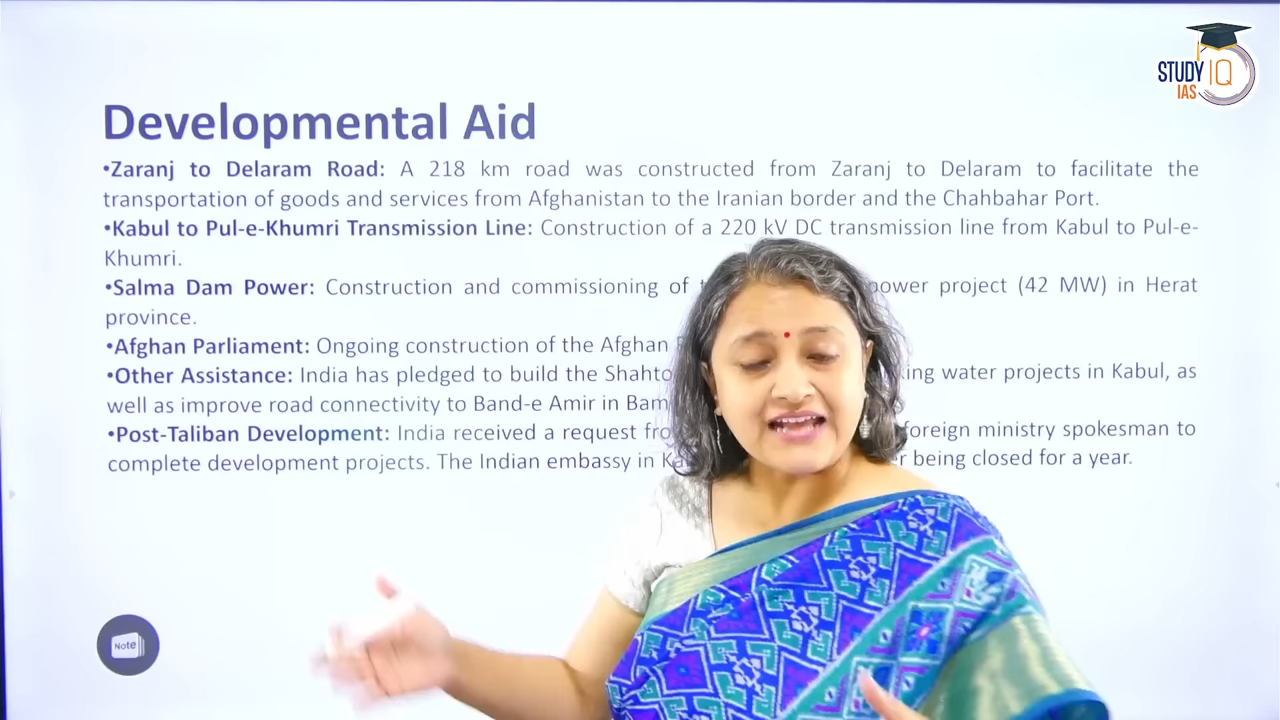 STUDY IQ
IAS
Developmental Aid
•Zaranj to Delaram Road: A 218 km road was constructed from Zaranj to Delaram to facilitate the
transportation of goods and services from Afghanistan to the Iranian border and the Chahbahar Port.
•Kabul to Pul-e-Khumri Transmission Line: Construction of a 220 kV DC transmission line from Kabul to Pul-e-
Khumri.
•Salma Dam Power: Construction and commissioning of power project (42 MW) in Herat
province.
•Afghan Parliament: Ongoing construction of the Afghan
•Other Assistance: India has pledged to build the water projects in Kabul, as
well as improve road connectivity to Band-e Amir in
•Post-Taliban Development: India received a request foreign ministry spokesman to
complete development projects. The Indian embassy in being closed for a year.
Note